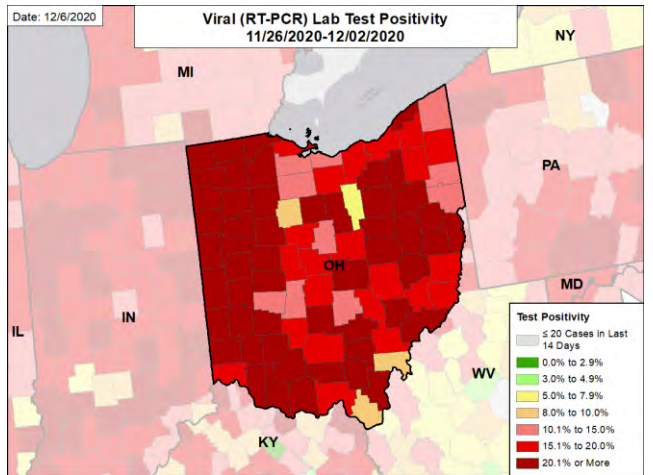 Date: 12/6/2020
Viral (RT-PCR) Lab Test Positivity
11/26/2020-12/02/2020
NY
MI
PA
OH
IL
IN
MD
WV
KY
Test Positivity
≤ 20 Cases in Last
14 Days
0.0% to 2.9%
3.0% to 4.9%
5.0% to 7.9%
8.0% to 10.0%
10.1% to 15.0%
15.1% to 20.0%
20.1% or More